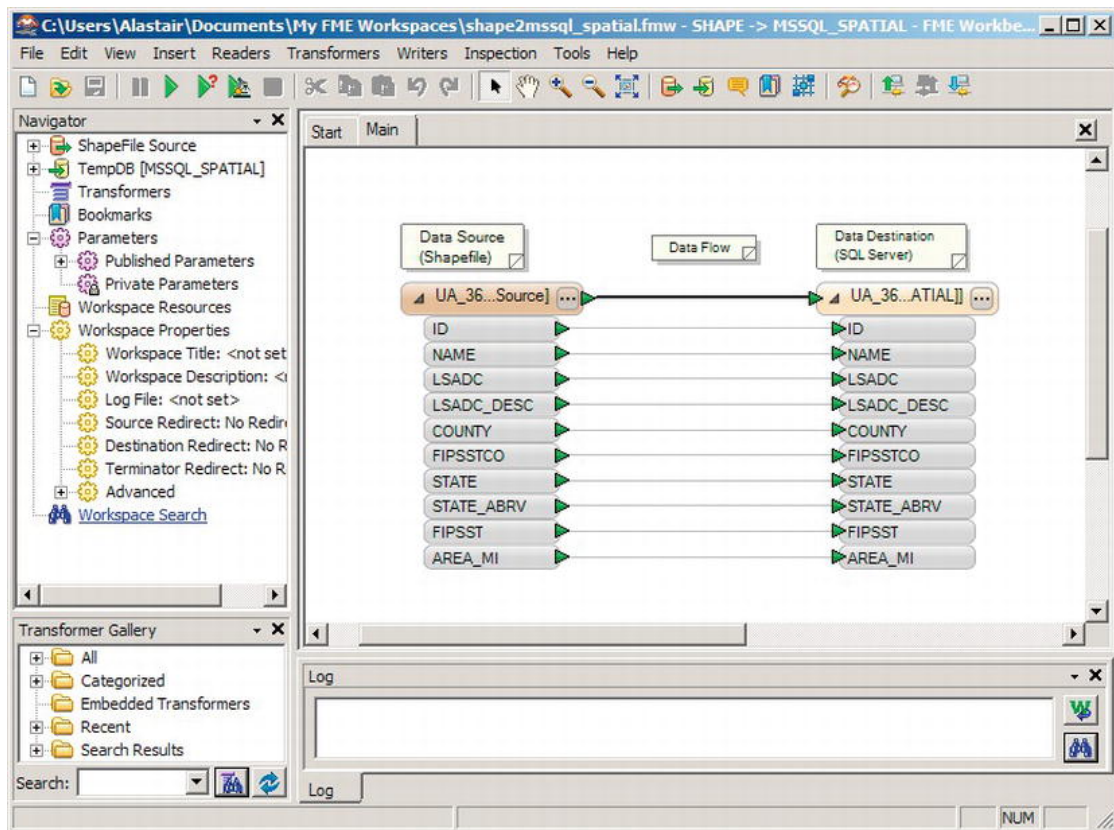 C:\Users\Alastair\Documents\My FME Workspaces\shape2mssql_spatial.fmw - SHAPE -> MSSQL_SPATIAL - FME Workbe...
File Edit View Insert Readers Transformers Writers Inspection Tools Help
Navigator
ShapeFile Source
TempDB [MSSQL_SPATIAL]
Transformers
Bookmarks
Parameters
Published Parameters
Private Parameters
Workspace Resources
Workspace Properties
Workspace Title: <not set
Workspace Description: <
Log File: <not set>
Source Redirect: No Redir
Destination Redirect: No R
Terminator Redirect: No R
Advanced
Workspace Search
Transformer Gallery
All
Categorized
Embedded Transformers
Recent
Search Results
Search:
Start Main
Data Source
(Shapefile)
Data Flow
Data Destination
(SQL Server)
UA_36...Source] ...
UA_36...ATIAL]] ...
ID ID
NAME NAME
LSADC LSADC
LSADC_DESC LSADC_DESC
COUNTY COUNTY
FIPSSTCO FIPSSTCO
STATE STATE
STATE_ABRV STATE_ABRV
FIPSST FIPSST
AREA_MI AREA_MI
Log
Log
NUM